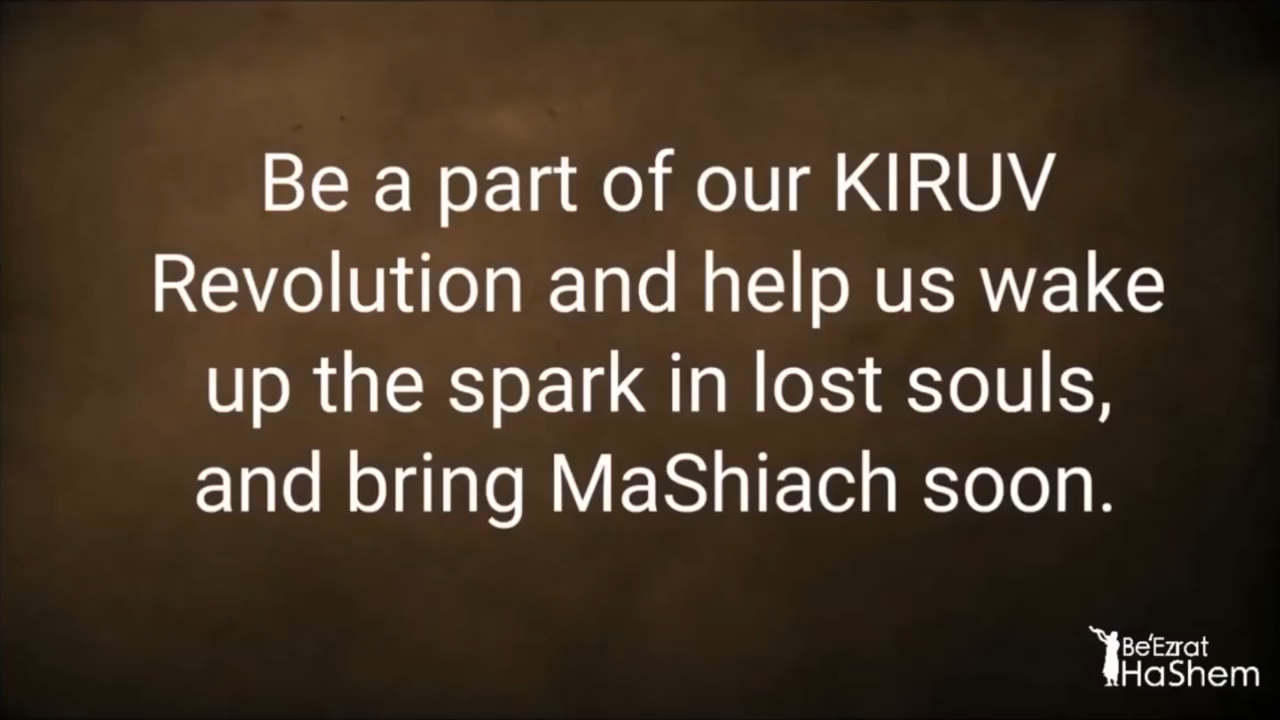 Be a part of our KIRUV
Revolution and help us wake
up the spark in lost souls,
and bring MaShiach soon.
Be'Ezrat
HaShem